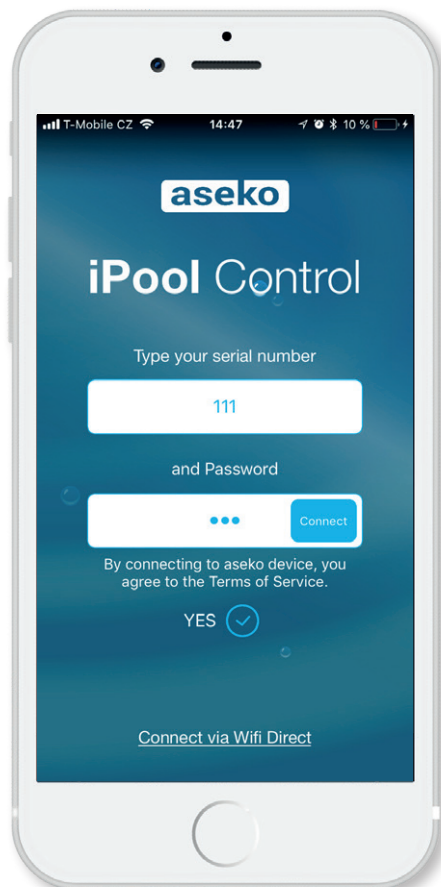 T-Mobile CZ 14:47 10 %
aseko
iPool Control
Type your serial number
111
and Password
•••
Connect
By connecting to aseko device, you
agree to the Terms of Service.
YES
Connect via Wifi Direct